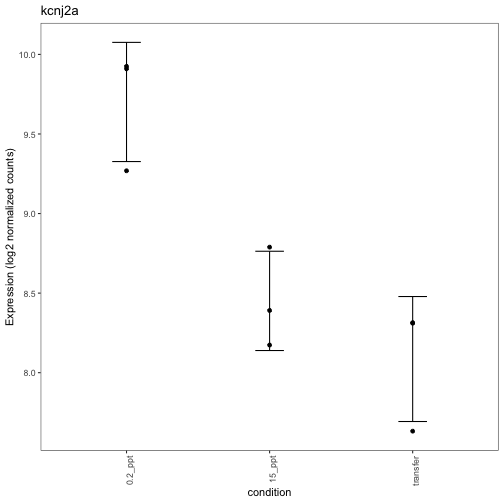 kcnj2a
Expression (log2 normalized counts)
10.0
9.5
9.0
8.5
8.0
0.2_ppt
15_ppt
transfer
condition